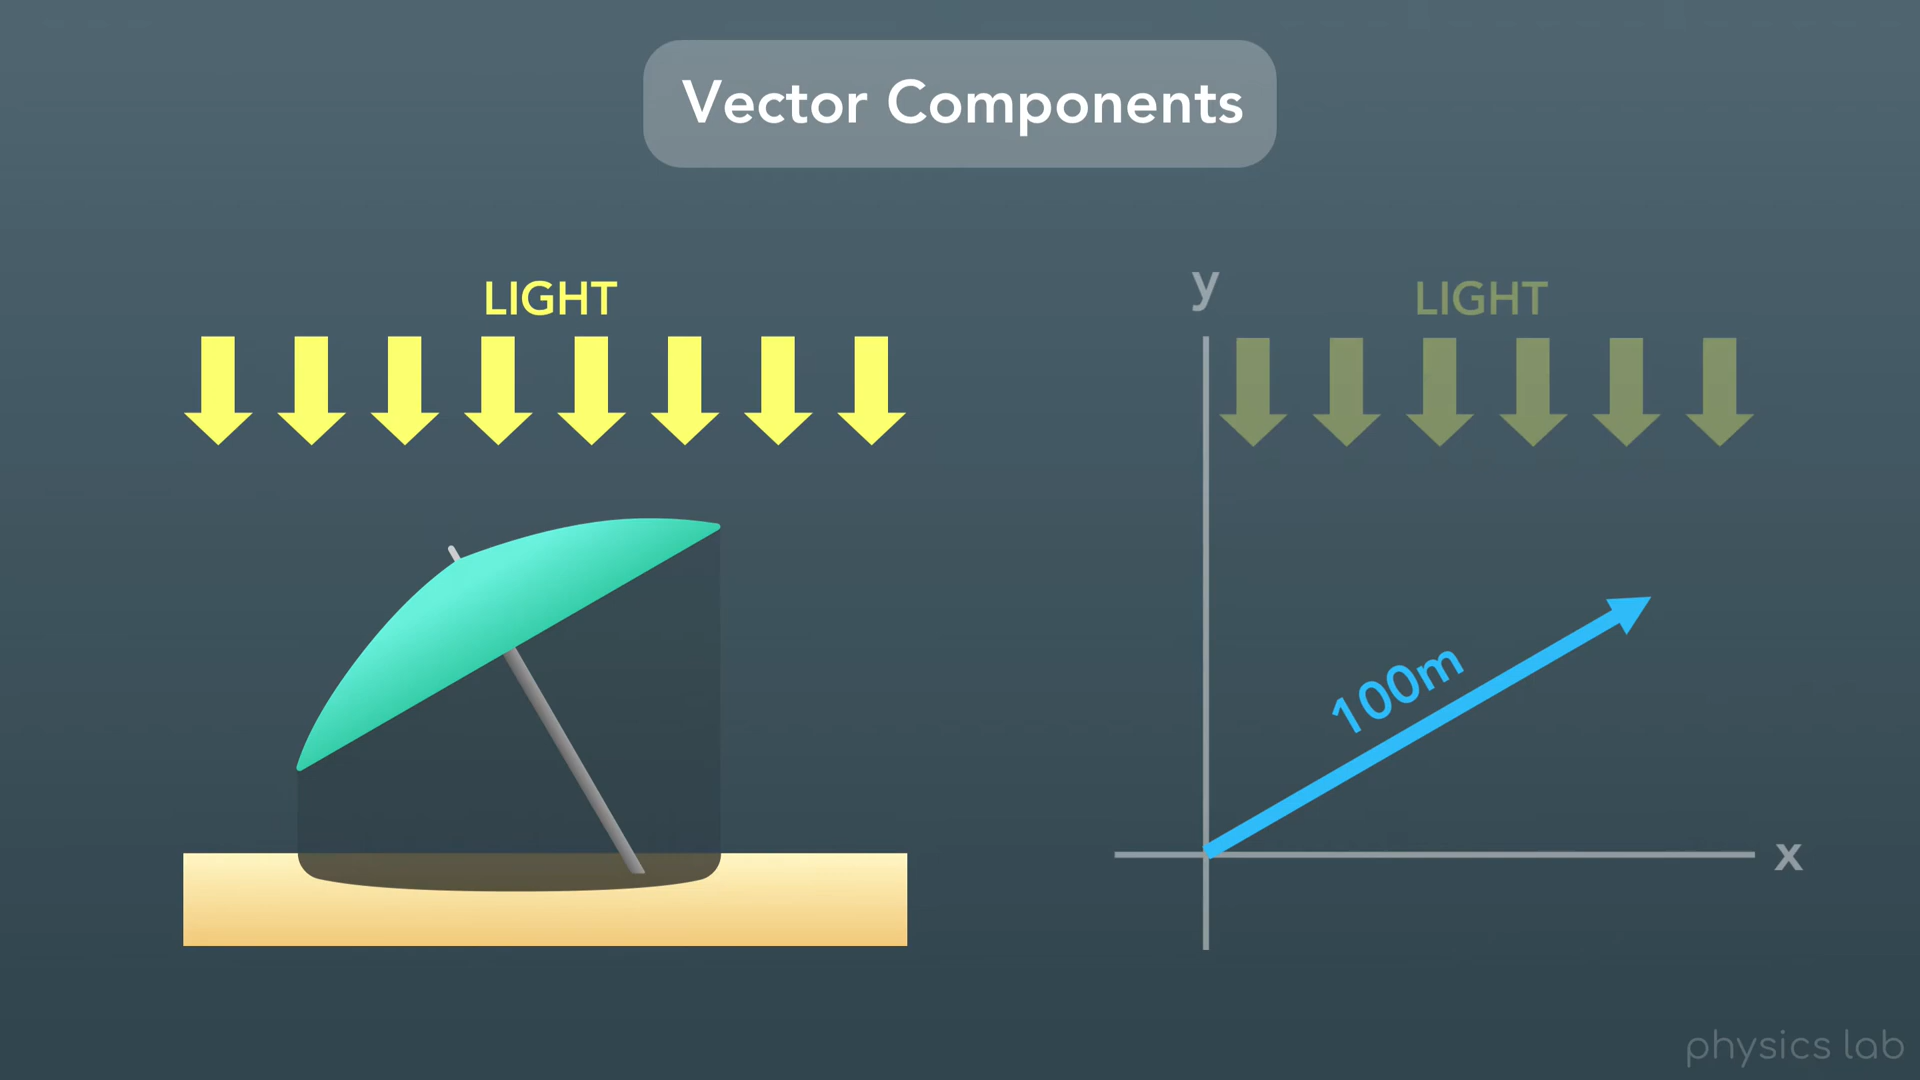 Vector Components
LIGHT
y
LIGHT
100m
x
physics lab